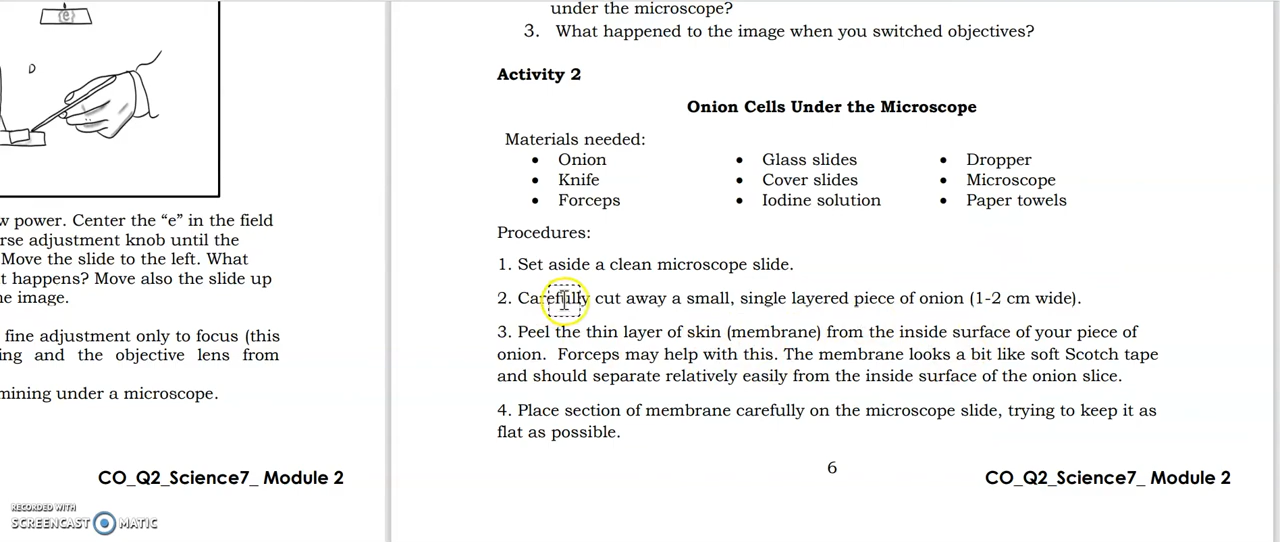 (e)
D
w power. Center the “e” in the field
rse adjustment knob until the
Move the slide to the left. What
t happens? Move also the slide up
e image.
fine adjustment only to focus (this
ing and the objective lens from
mining under a microscope.
CO_Q2_Science7_ Module 2
RECORDED WITH
SCREENCAST MATIC
under the microscope?
3. What happened to the image when you switched objectives?
Activity 2
Onion Cells Under the Microscope
Materials needed:
• Onion • Glass slides • Dropper
• Knife • Cover slides • Microscope
• Forceps • Iodine solution • Paper towels
Procedures:
1. Set aside a clean microscope slide.
2. Carefully cut away a small, single layered piece of onion (1-2 cm wide).
3. Peel the thin layer of skin (membrane) from the inside surface of your piece of
onion. Forceps may help with this. The membrane looks a bit like soft Scotch tape
and should separate relatively easily from the inside surface of the onion slice.
4. Place section of membrane carefully on the microscope slide, trying to keep it as
flat as possible.
6
CO_Q2_Science7_ Module 2